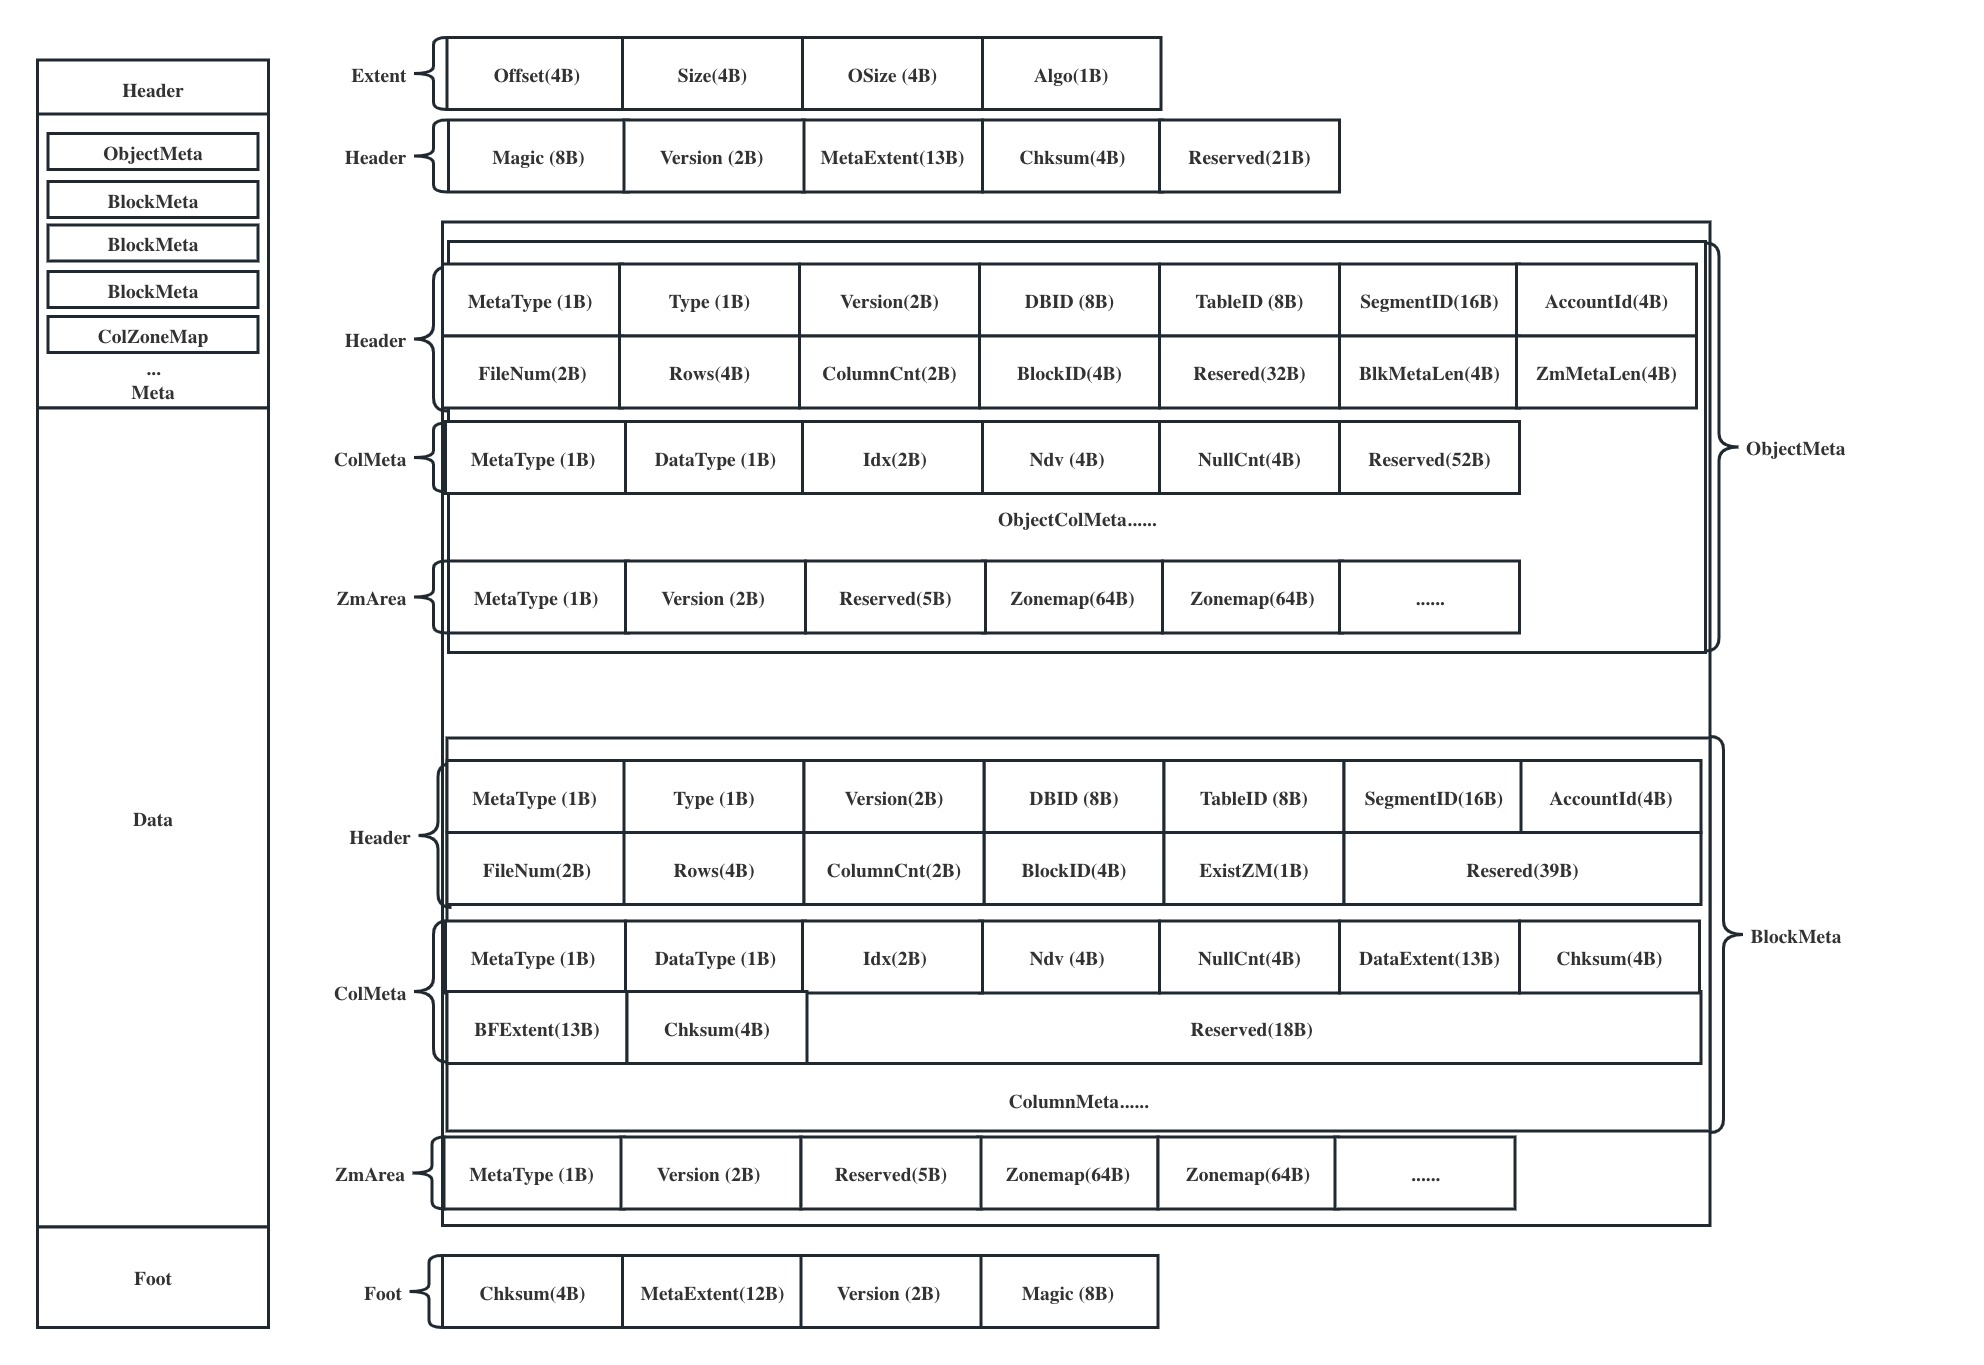 Header
ObjectMeta
BlockMeta
BlockMeta
BlockMeta
ColZoneMap
...
Meta
Data
Foot
Extent Offset(4B) Size(4B) OSize (4B) Algo(1B)
Header Magic (8B) Version (2B) MetaExtent(13B) Chksum(4B) Reserved(21B)
Header
MetaType (1B) Type (1B) Version(2B) DBID (8B) TableID (8B) SegmentID(16B) AccountId(4B)
FileNum(2B) Rows(4B) ColumnCnt(2B) BlockID(4B) Resered(32B) BlkMetaLen(4B) ZmMetaLen(4B)
ColMeta MetaType (1B) DataType (1B) Idx(2B) Ndv (4B) NullCnt(4B) Reserved(52B)
ObjectColMeta......
ZmArea MetaType (1B) Version (2B) Reserved(5B) Zonemap(64B) Zonemap(64B) ......
ObjectMeta
Header
MetaType (1B) Type (1B) Version(2B) DBID (8B) TableID (8B) SegmentID(16B) AccountId(4B)
FileNum(2B) Rows(4B) ColumnCnt(2B) BlockID(4B) ExistZM(1B) Resered(39B)
ColMeta
MetaType (1B) DataType (1B) Idx(2B) Ndv (4B) NullCnt(4B) DataExtent(13B) Chksum(4B)
BFExtent(13B) Chksum(4B) Reserved(18B)
ColumnMeta......
BlockMeta
ZmArea MetaType (1B) Version (2B) Reserved(5B) Zonemap(64B) Zonemap(64B) ......
Foot Chksum(4B) MetaExtent(12B) Version (2B) Magic (8B)